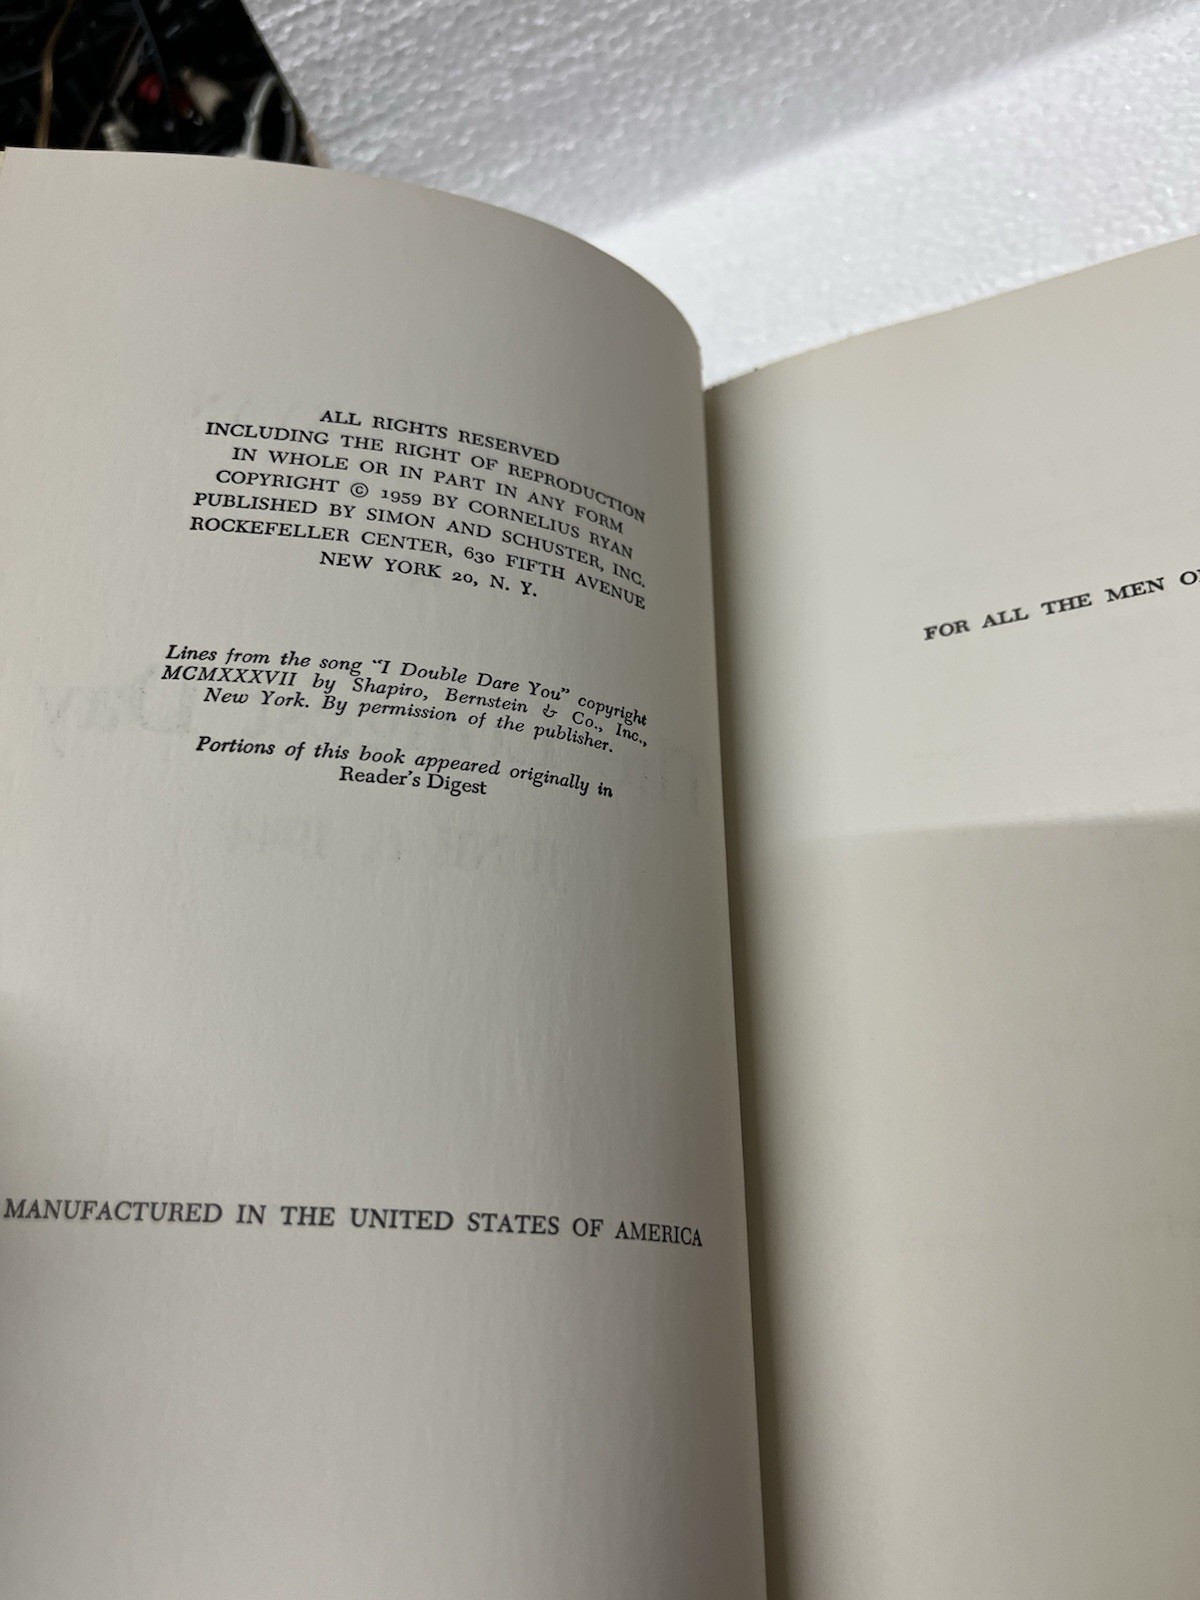 ALL RIGHTS RESERVED
INCLUDING THE RIGHT OF REPRODUCTION
IN WHOLE OR IN PART IN ANY FORM
COPYRIGHT © 1959 BY CORNELIUS RYAN
PUBLISHED BY SIMON AND SCHUSTER, INC.
ROCKEFELLER CENTER, 630 FIFTH AVENUE
NEW YORK 20, N. Y.
Lines from the song "I Double Dare You" copyright
MCMXXXVII by Shapiro, Bernstein & Co., Inc.,
New York. By permission of the publisher.
Portions of this book appeared originally in
Reader's Digest
MANUFACTURED IN THE UNITED STATES OF AMERICA
FOR ALL THE MEN